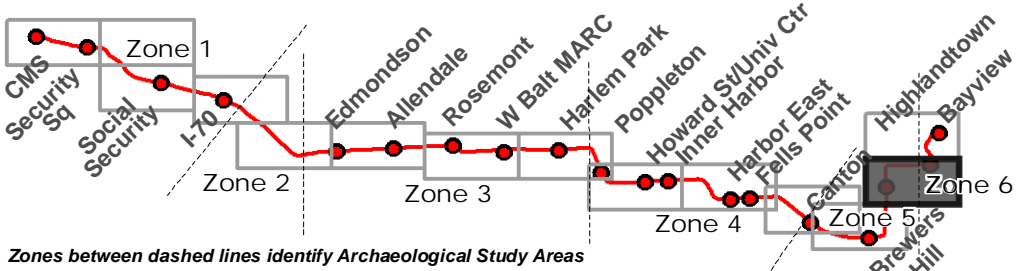 CMS
Security
Sq
Social
Security
I-70
Edmondson
Allendale
Rosemont
W Balt MARC
Harlem Park
Poppleton
Howard St/Univ Ctr
Inner Harbor
Harbor East
Fells Point
Canton
Brewers
Hill
Highlandtown
Bayview
Zone 1
Zone 2
Zone 3
Zone 4
Zone 5
Zone 6
Zones between dashed lines identify Archaeological Study Areas